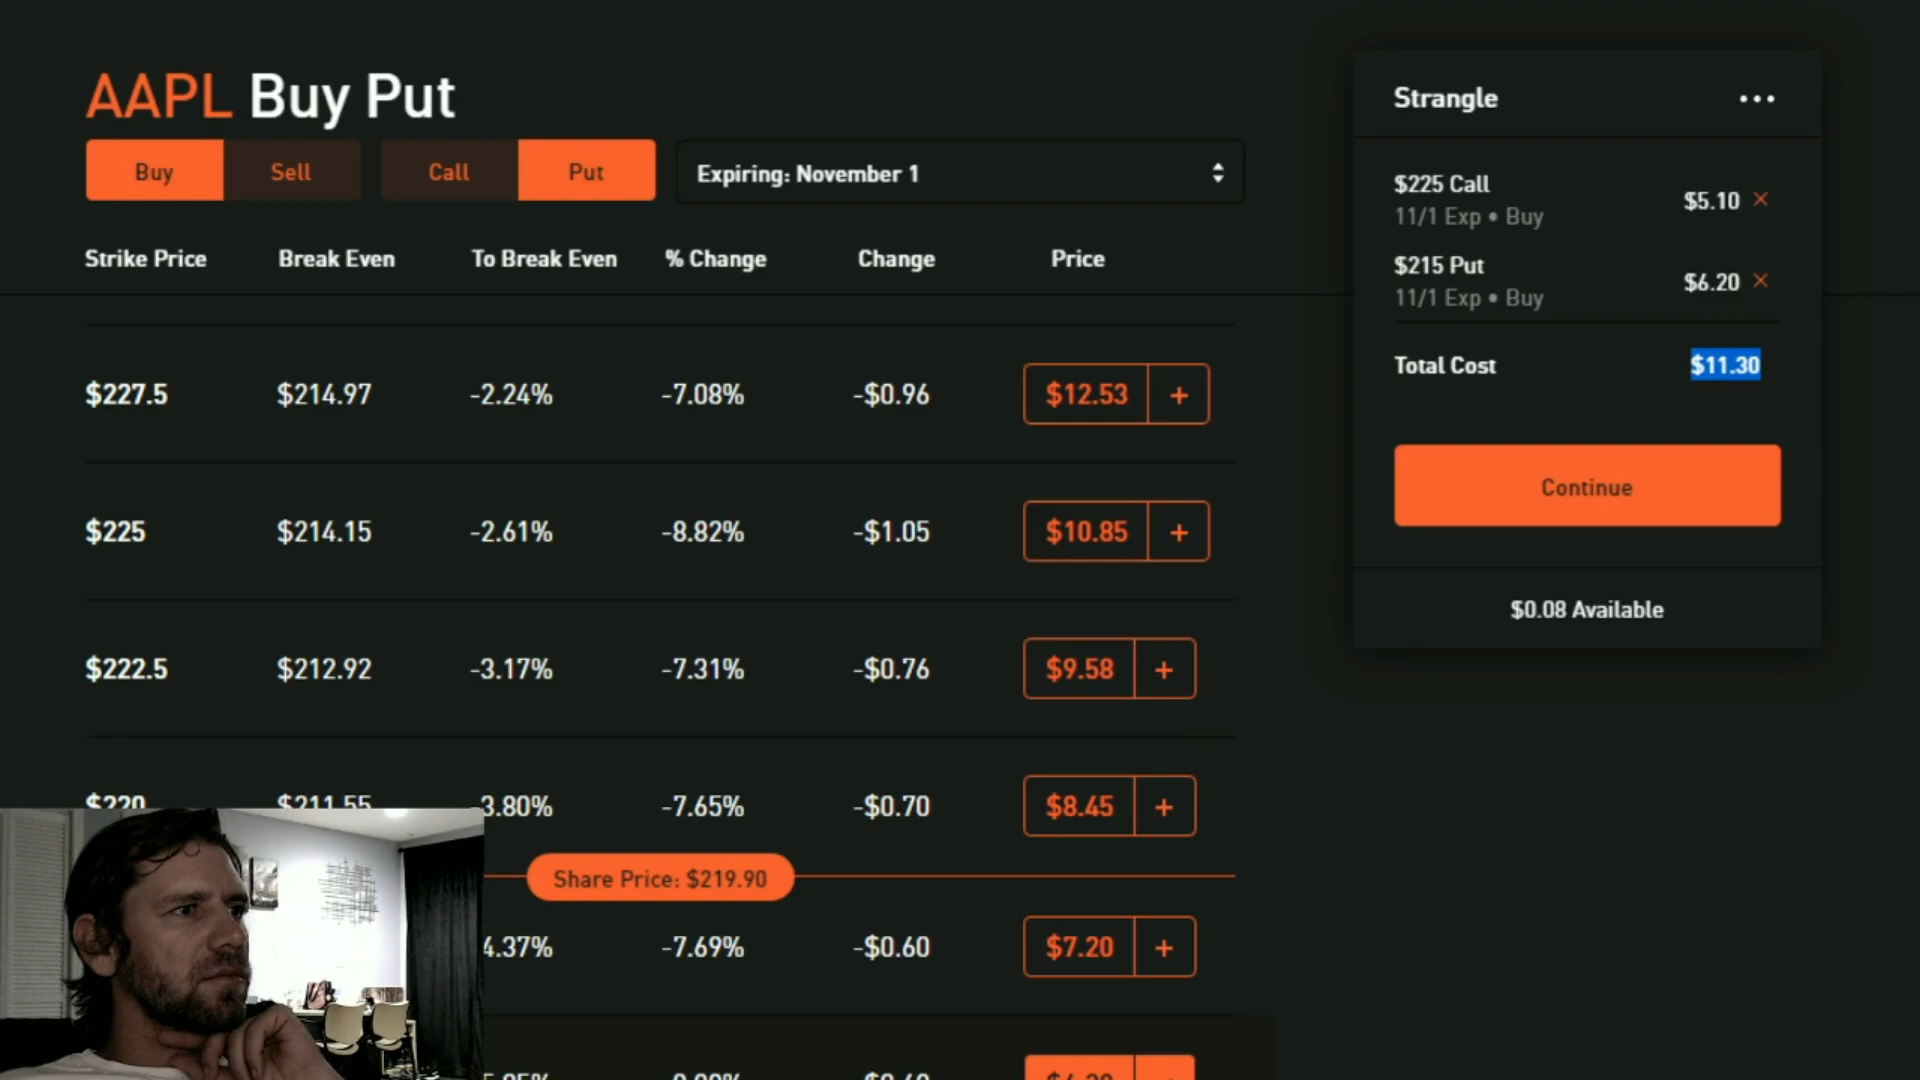 AAPL Buy Put
Buy Sell Call Put Expiring: November 1
Strike Price Break Even To Break Even % Change Change Price
$227.5 $214.97 -2.24% -7.08% -$0.96 $12.53 +
$225 $214.15 -2.61% -8.82% -$1.05 $10.85 +
$222.5 $212.92 -3.17% -7.31% -$0.76 $9.58 +
$220 $211.55 -3.80% -7.65% -$0.70 $8.45 +
Share Price: $219.90
4.37% -7.69% -$0.60 $7.20 +
Strangle
$225 Call
11/1 Exp • Buy
$5.10
$215 Put
11/1 Exp • Buy
$6.20
Total Cost $11.30
Continue
$0.08 Available